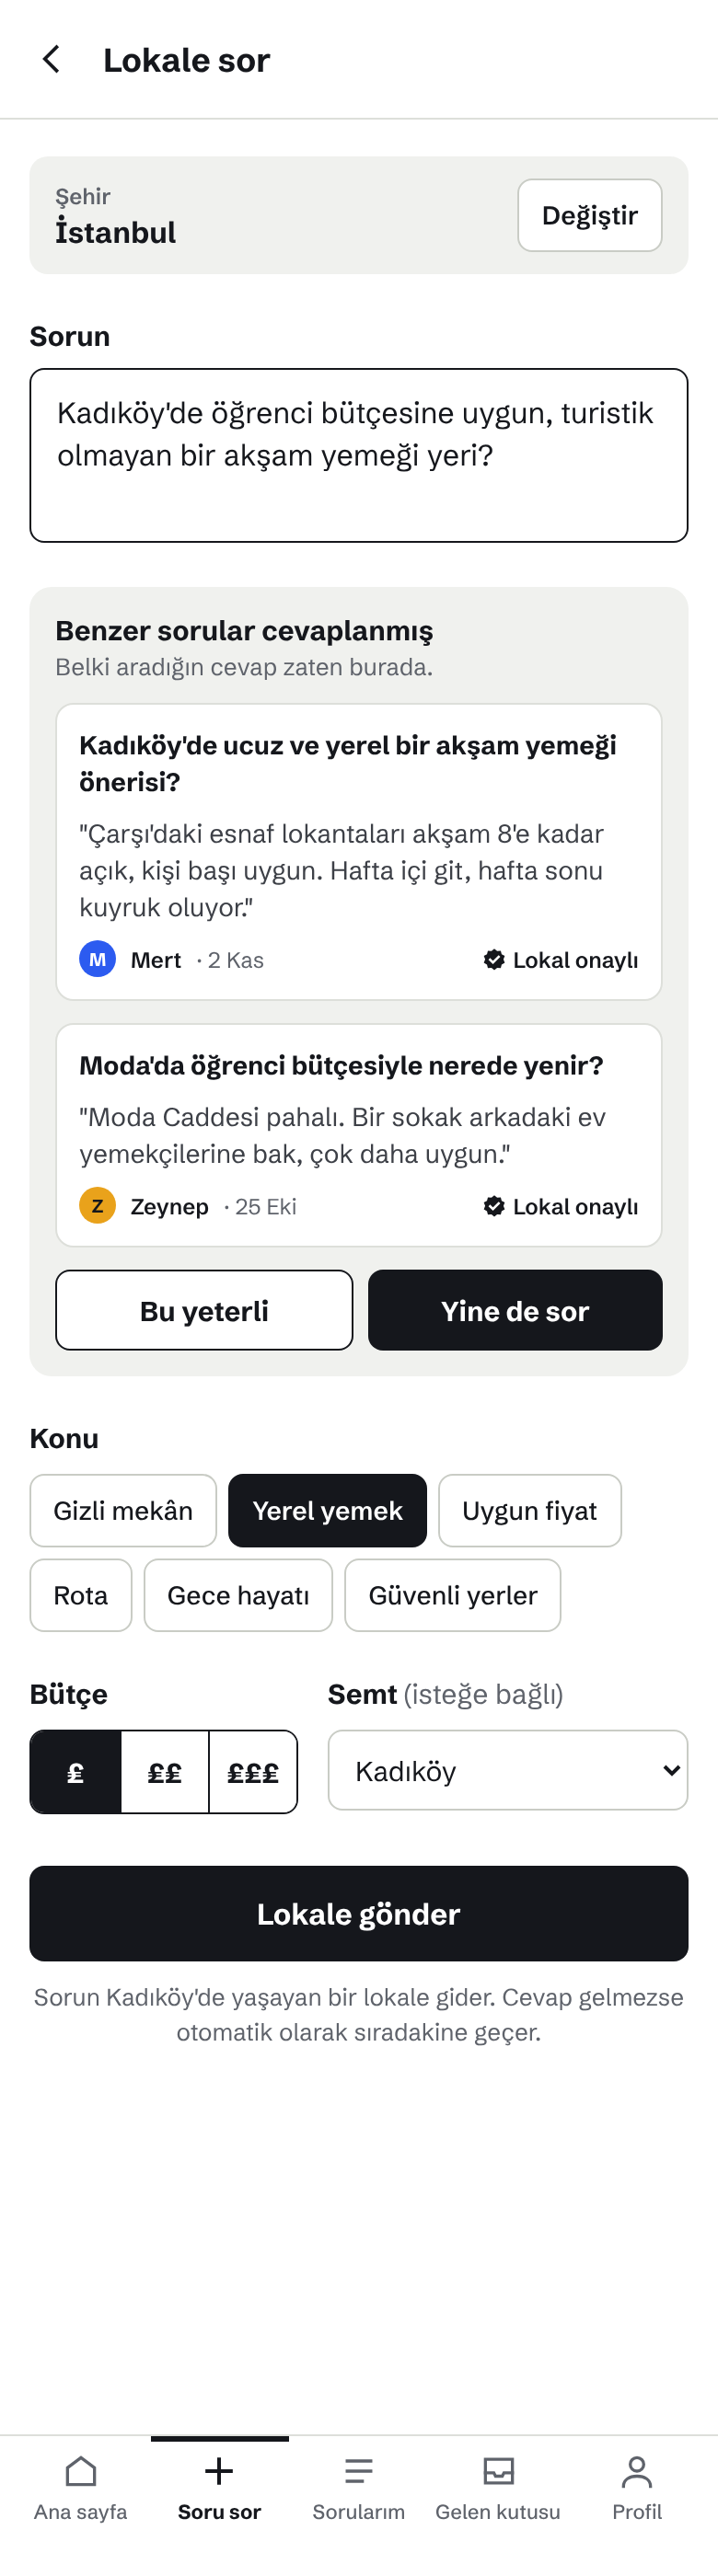 Lokale sor
Şehir
İstanbul
Değiştir
Sorun
Kadıköy'de öğrenci bütçesine uygun, turistik
olmayan bir akşam yemeği yeri?
Benzer sorular cevaplanmış
Belki aradığın cevap zaten burada.
Kadıköy'de ucuz ve yerel bir akşam yemeği
önerisi?
"Çarşı'daki esnaf lokantaları akşam 8'e kadar
açık, kişi başı uygun. Hafta içi git, hafta sonu
kuyruk oluyor."
M Mert · 2 Kas Lokal onaylı
Moda'da öğrenci bütçesiyle nerede yenir?
"Moda Caddesi pahalı. Bir sokak arkadaki ev
yemekçilerine bak, çok daha uygun."
Z Zeynep · 25 Eki Lokal onaylı
Bu yeterli Yine de sor
Konu
Gizli mekân Yerel yemek Uygun fiyat
Rota Gece hayatı Güvenli yerler
Bütçe Semt (isteğe bağlı)
₤ ₤₤ ₤₤₤ Kadıköy
Lokale gönder
Sorun Kadıköy'de yaşayan bir lokale gider. Cevap gelmezse
otomatik olarak sıradakine geçer.
Ana sayfa Soru sor Sorularım Gelen kutusu Profil